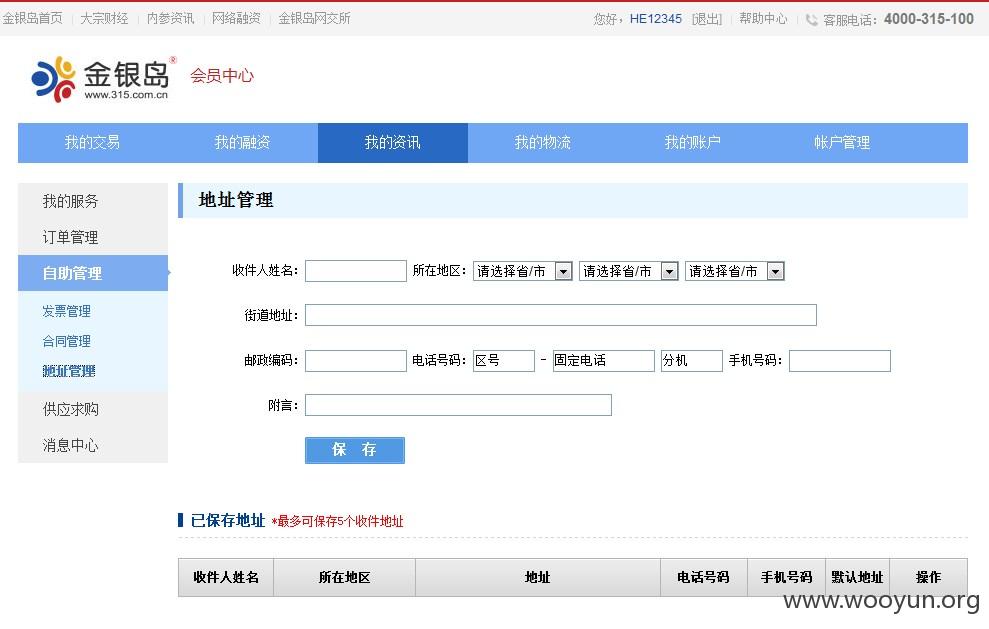 金银岛首页 大宗财经 内参资讯 网络融资 金银岛网交所 您好，HE12345 [退出] 帮助中心 客服电话：4000-315-100
金银岛® 会员中心
www.315.com.cn
我的交易 我的融资 我的资讯 我的物流 我的账户 帐户管理
我的服务
订单管理
自助管理
发票管理
合同管理
地址管理
供应求购
消息中心
地址管理
收件人姓名： 所在地区： 请选择省/市 请选择省/市 请选择省/市
街道地址：
邮政编码： 电话号码： 区号 - 固定电话 分机 手机号码：
附言：
保 存
已保存地址 *最多可保存5个收件地址
收件人姓名 所在地区 地址 电话号码 手机号码 默认地址 操作
www.wooyun.org